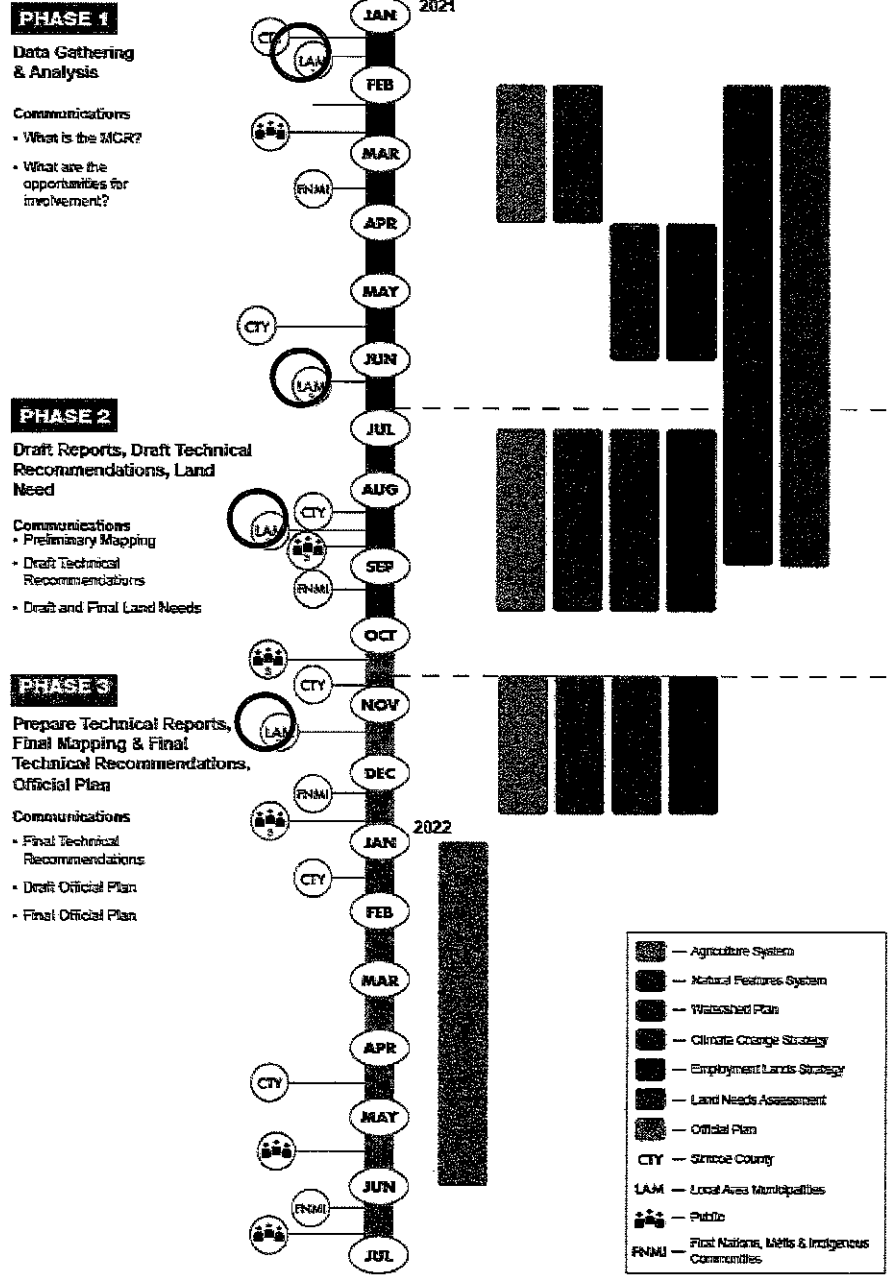 PHASE 1
Data Gathering
& Analysis
Communications
• What is the MCR?
• What are the
opportunities for
involvement?
PHASE 2
Draft Reports, Draft Technical
Recommendations, Land
Need
Communications
• Preliminary Mapping
• Draft Technical
Recommendations
• Draft and Final Land Needs
PHASE 3
Prepare Technical Reports,
Final Mapping & Final
Technical Recommendations,
Official Plan
Communications
• Final Technical
Recommendations
• Draft Official Plan
• Final Official Plan
2021
JAN
CTY
LAM
FEB
MAR
FNMI
APR
MAY
CTY
JUN
LAM
JUL
AUG
CTY
LAM
SEP
FNMI
OCT
3
CTY
NOV
LAM
DEC
FNMI
2022
JAN
CTY
FEB
MAR
APR
CTY
MAY
JUN
FNMI
JUL
— Agriculture System
— Natural Features System
— Watershed Plan
— Climate Change Strategy
— Employment Lands Strategy
— Land Needs Assessment
— Official Plan
CTY — Simcoe County
LAM — Local Area Municipalities
— Public
FNMI — First Nations, Métis & Indigenous
Communities